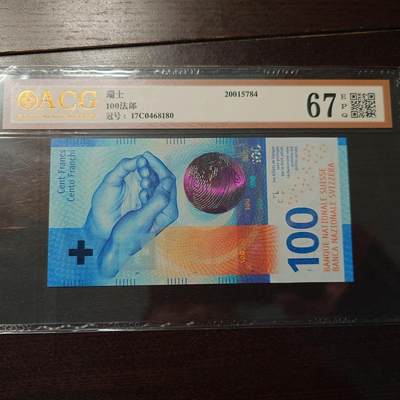 ACG
瑞士
100法郎
冠号：17C0468180
20015784
67
E
P
Q
Cent Francs
Cento Franchi
100
BANQUE NATIONALE SUISSE
BANCA NAZIONALE SVIZZERA